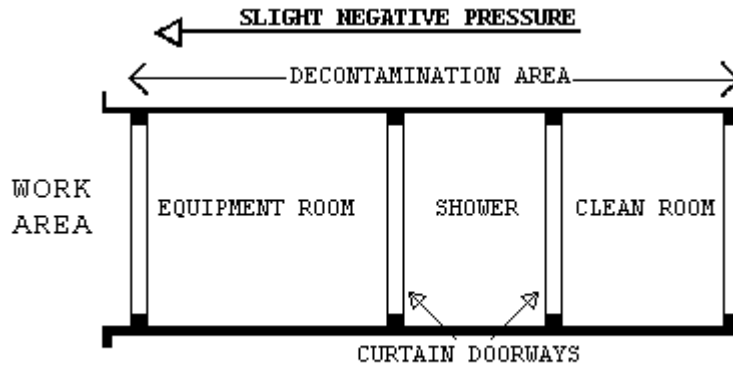 SLIGHT NEGATIVE PRESSURE
DECONTAMINATION AREA
WORK
AREA
EQUIPMENT ROOM
SHOWER
CLEAN ROOM
CURTAIN DOORWAYS